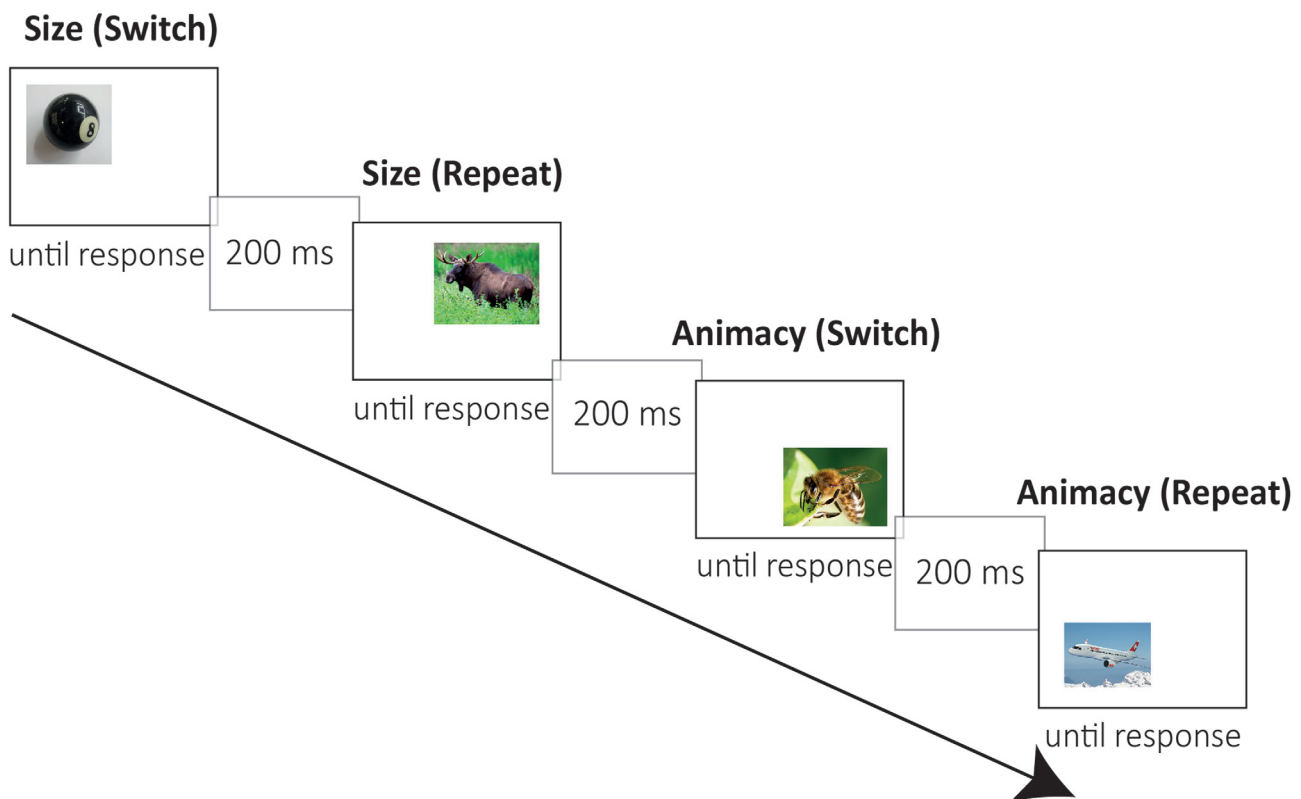 Size (Switch)
8
until response
200 ms
Size (Repeat)
until response
200 ms
Animacy (Switch)
until response
200 ms
Animacy (Repeat)
until response